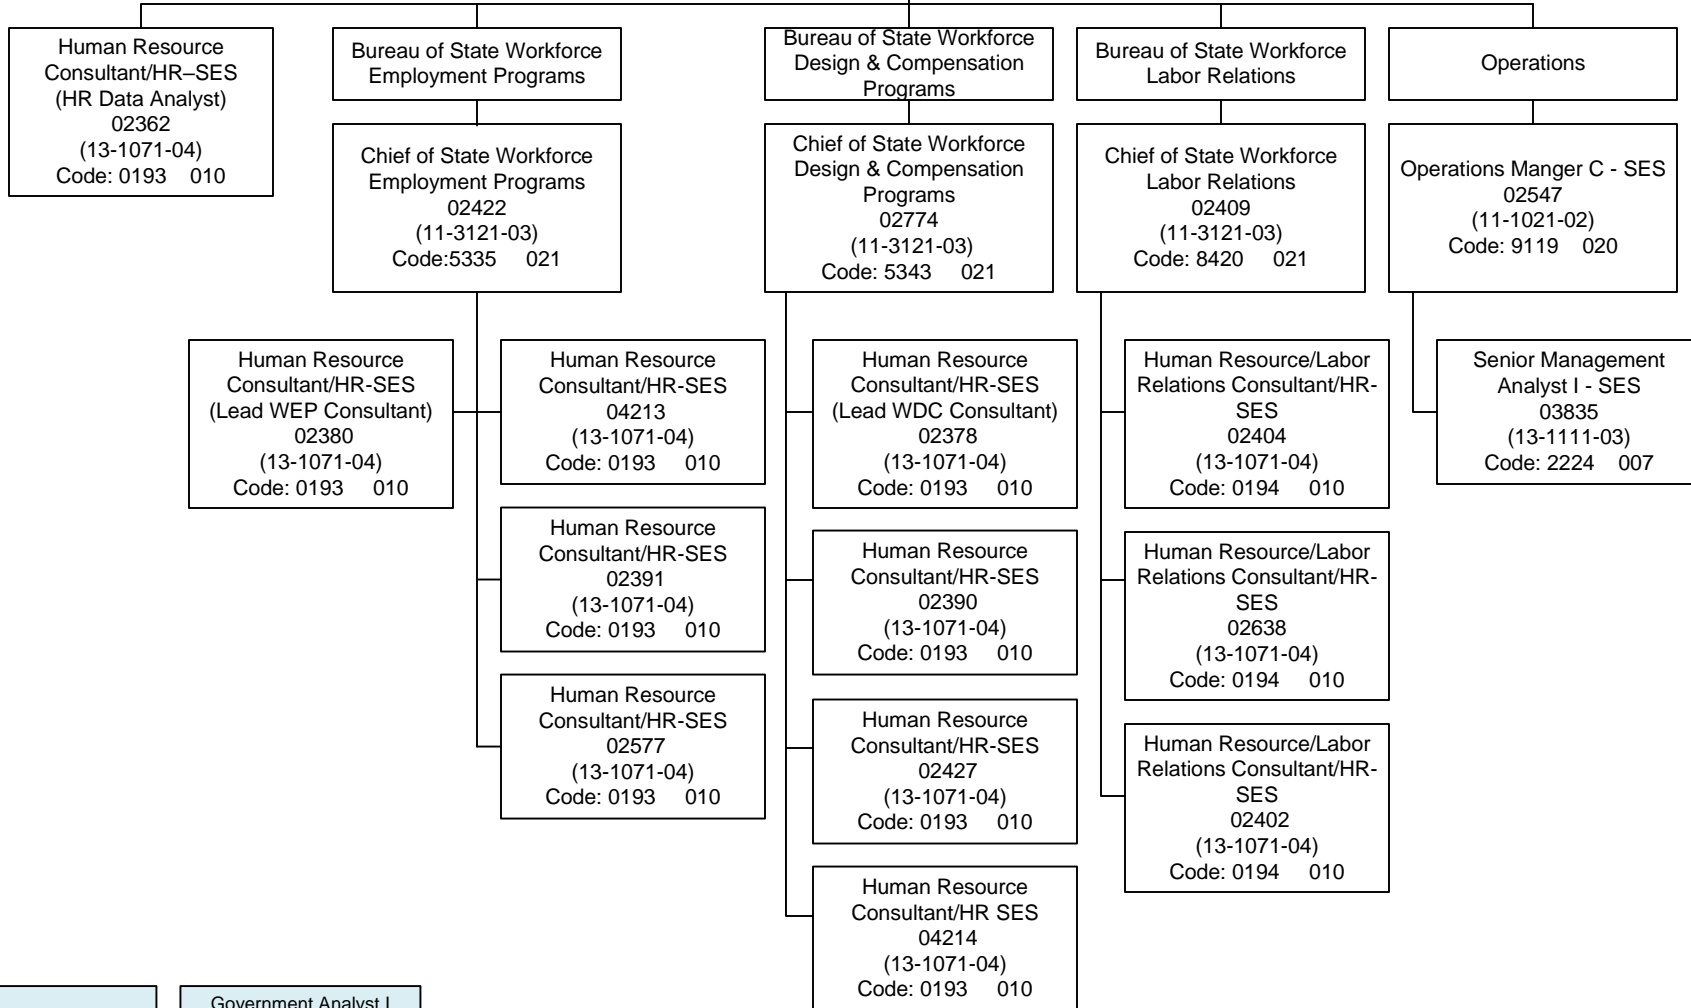 Human Resource
Consultant/HR–SES
(HR Data Analyst)
02362
(13-1071-04)
Code: 0193 010
Bureau of State Workforce
Employment Programs
Bureau of State Workforce
Design & Compensation
Programs
Bureau of State Workforce
Labor Relations
Operations
Chief of State Workforce
Employment Programs
02422
(11-3121-03)
Code:5335 021
Chief of State Workforce
Design & Compensation
Programs
02774
(11-3121-03)
Code: 5343 021
Chief of State Workforce
Labor Relations
02409
(11-3121-03)
Code: 8420 021
Operations Manger C - SES
02547
(11-1021-02)
Code: 9119 020
Human Resource
Consultant/HR-SES
(Lead WEP Consultant)
02380
(13-1071-04)
Code: 0193 010
Human Resource
Consultant/HR-SES
04213
(13-1071-04)
Code: 0193 010
Human Resource
Consultant/HR-SES
02391
(13-1071-04)
Code: 0193 010
Human Resource
Consultant/HR-SES
02577
(13-1071-04)
Code: 0193 010
Human Resource
Consultant/HR-SES
(Lead WDC Consultant)
02378
(13-1071-04)
Code: 0193 010
Human Resource
Consultant/HR-SES
02390
(13-1071-04)
Code: 0193 010
Human Resource
Consultant/HR-SES
02427
(13-1071-04)
Code: 0193 010
Human Resource
Consultant/HR SES
04214
(13-1071-04)
Code: 0193 010
Human Resource/Labor
Relations Consultant/HR-
SES
02404
(13-1071-04)
Code: 0194 010
Human Resource/Labor
Relations Consultant/HR-
SES
02638
(13-1071-04)
Code: 0194 010
Human Resource/Labor
Relations Consultant/HR-
SES
02402
(13-1071-04)
Code: 0194 010
Senior Management
Analyst I - SES
03835
(13-1111-03)
Code: 2224 007
Government Analyst I